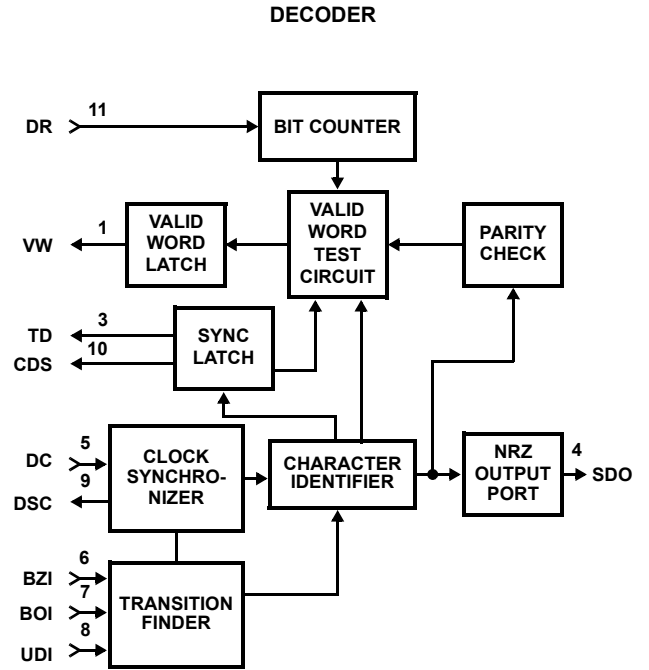 DECODER
11
DR
BIT COUNTER
VALID
WORD
TEST
CIRCUIT
PARITY
CHECK
VALID
WORD
LATCH
1
VW
3
TD
10
CDS
SYNC
LATCH
5
DC
9
DSC
CLOCK
SYNCHRO-
NIZER
CHARACTER
IDENTIFIER
NRZ
OUTPUT
PORT
4
SDO
6
BZI
7
BOI
8
UDI
TRANSITION
FINDER